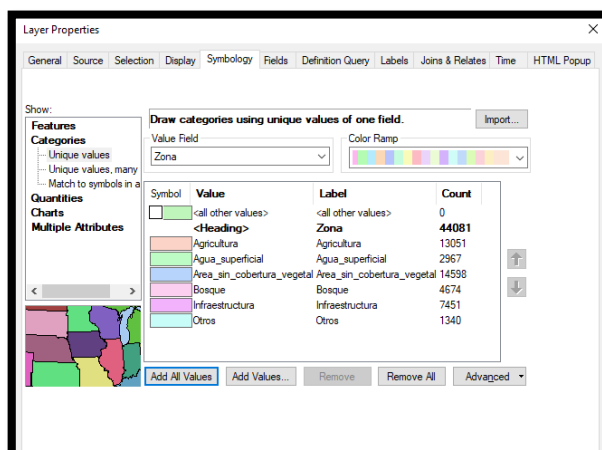 Layer Properties
General Source Selection Display Symbology Fields Definition Query Labels Joins & Relates Time HTML Popup
Show:
Features
Categories
Unique values
Unique values, many
Match to symbols in a
Quantities
Charts
Multiple Attributes
Draw categories using unique values of one field.
Import...
Value Field
Zona
Color Ramp
Symbol Value Label Count
<all other values> <all other values> 0
<Heading> Zona 44081
Agricultura Agricultura 13051
Agua_superficial Agua_superficial 2967
Area_sin_cobertura_vegetal Area_sin_cobertura_vegetal 14598
Bosque Bosque 4674
Infraestructura Infraestructura 7451
Otros Otros 1340
Add All Values Add Values... Remove Remove All Advanced